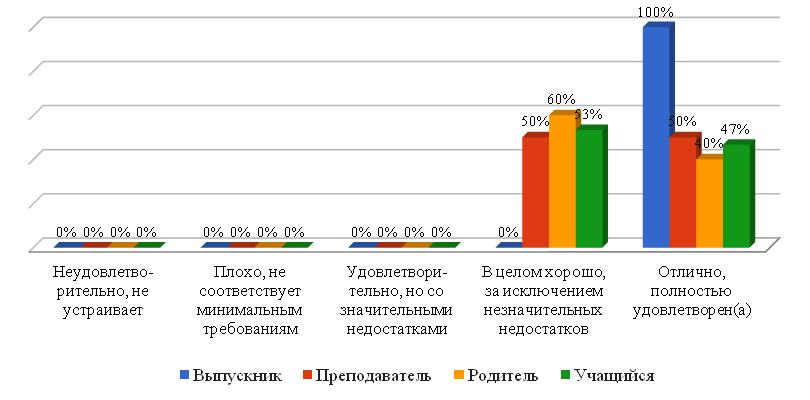 100%
60%
50% 53% 50% 40% 47%
0% 0% 0% 0% 0% 0% 0% 0% 0% 0% 0% 0% 0%
Неудовлетво-
рительно, не
устраивает
Плохо, не
соответствует
минимальным
требованиям
Удовлетвори-
тельно, но со
значительными
недостатками
В целом хорошо,
за исключением
незначительных
недостатков
Отлично,
полностью
удовлетворен(а)
Выпускник Преподаватель Родитель Учащийся